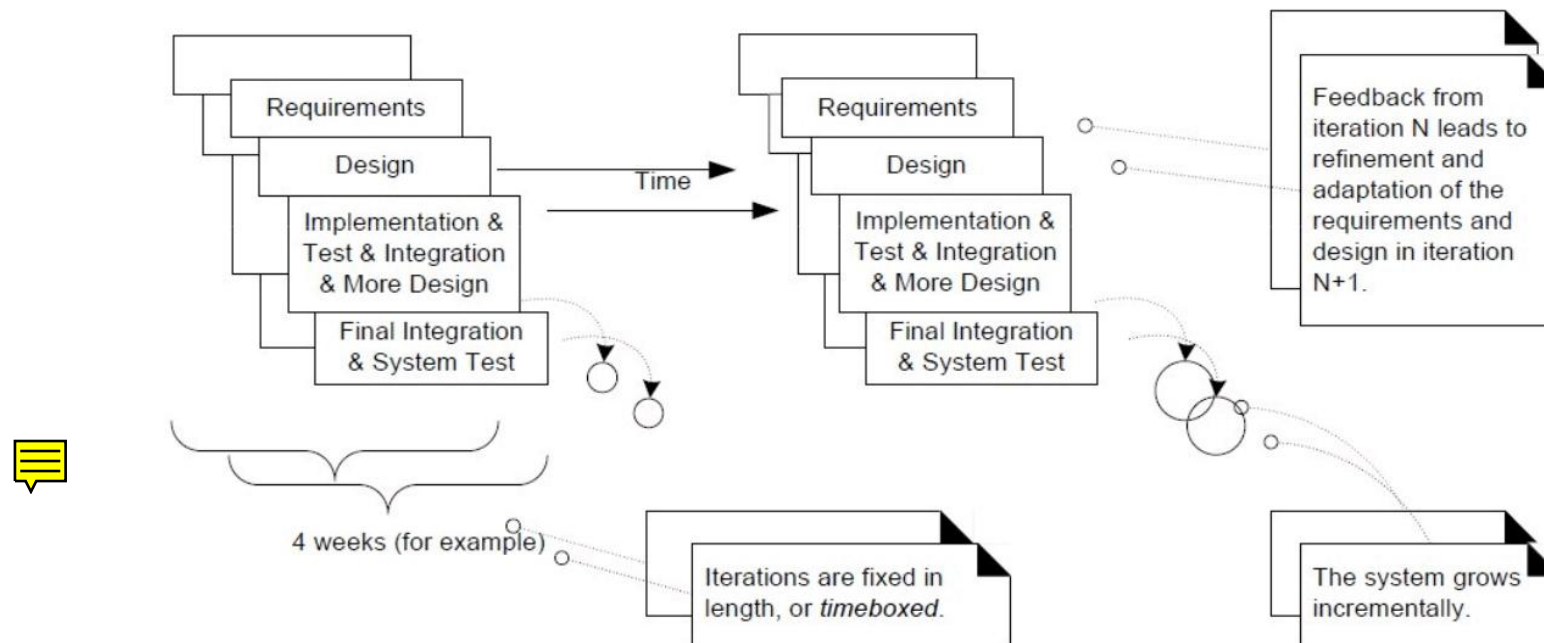 Requirements
Design
Implementation &
Test & Integration
& More Design
Final Integration
& System Test
Time
Requirements
Design
Implementation &
Test & Integration
& More Design
Final Integration
& System Test
Feedback from
iteration N leads to
refinement and
adaptation of the
requirements and
design in iteration
N+1.
4 weeks (for example)
Iterations are fixed in
length, or timeboxed.
The system grows
incrementally.